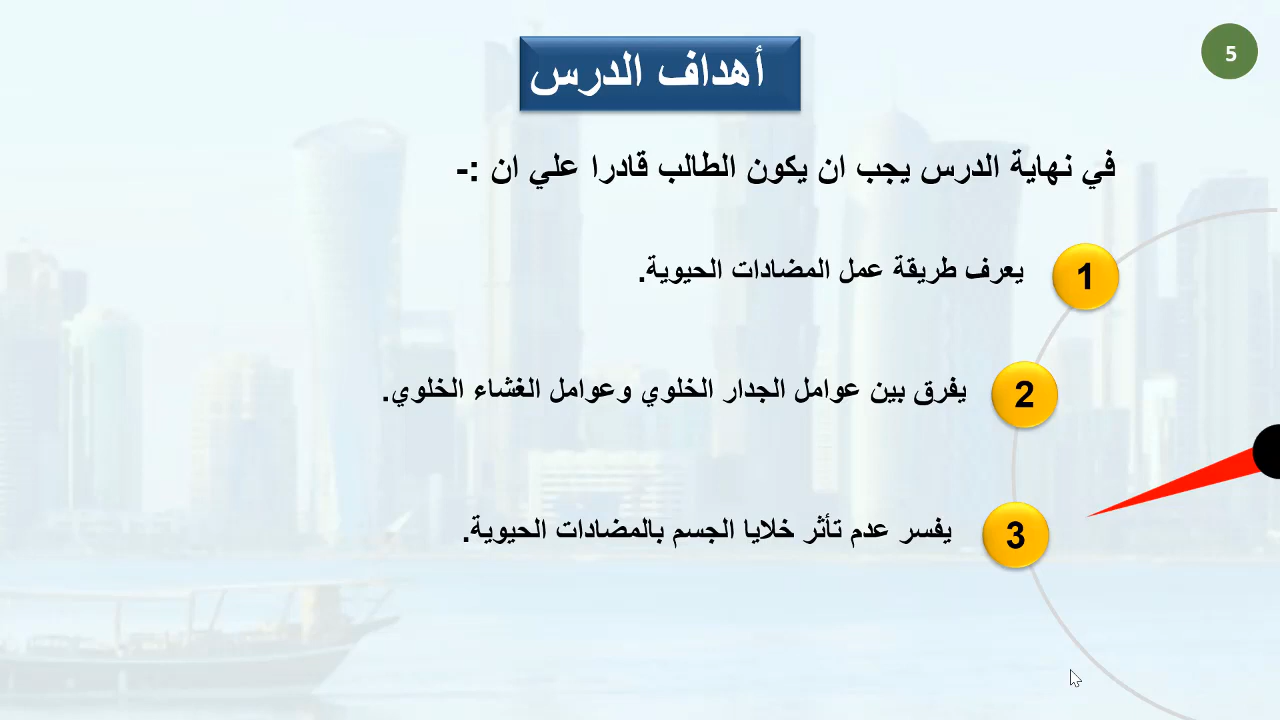 5
أهداف الدرس
في نهاية الدرس يجب ان يكون الطالب قادرا علي ان :-
1 يعرف طريقة عمل المضادات الحيوية.
2 يفرق بين عوامل الجدار الخلوي وعوامل الغشاء الخلوي.
3 يفسر عدم تأثر خلايا الجسم بالمضادات الحيوية.